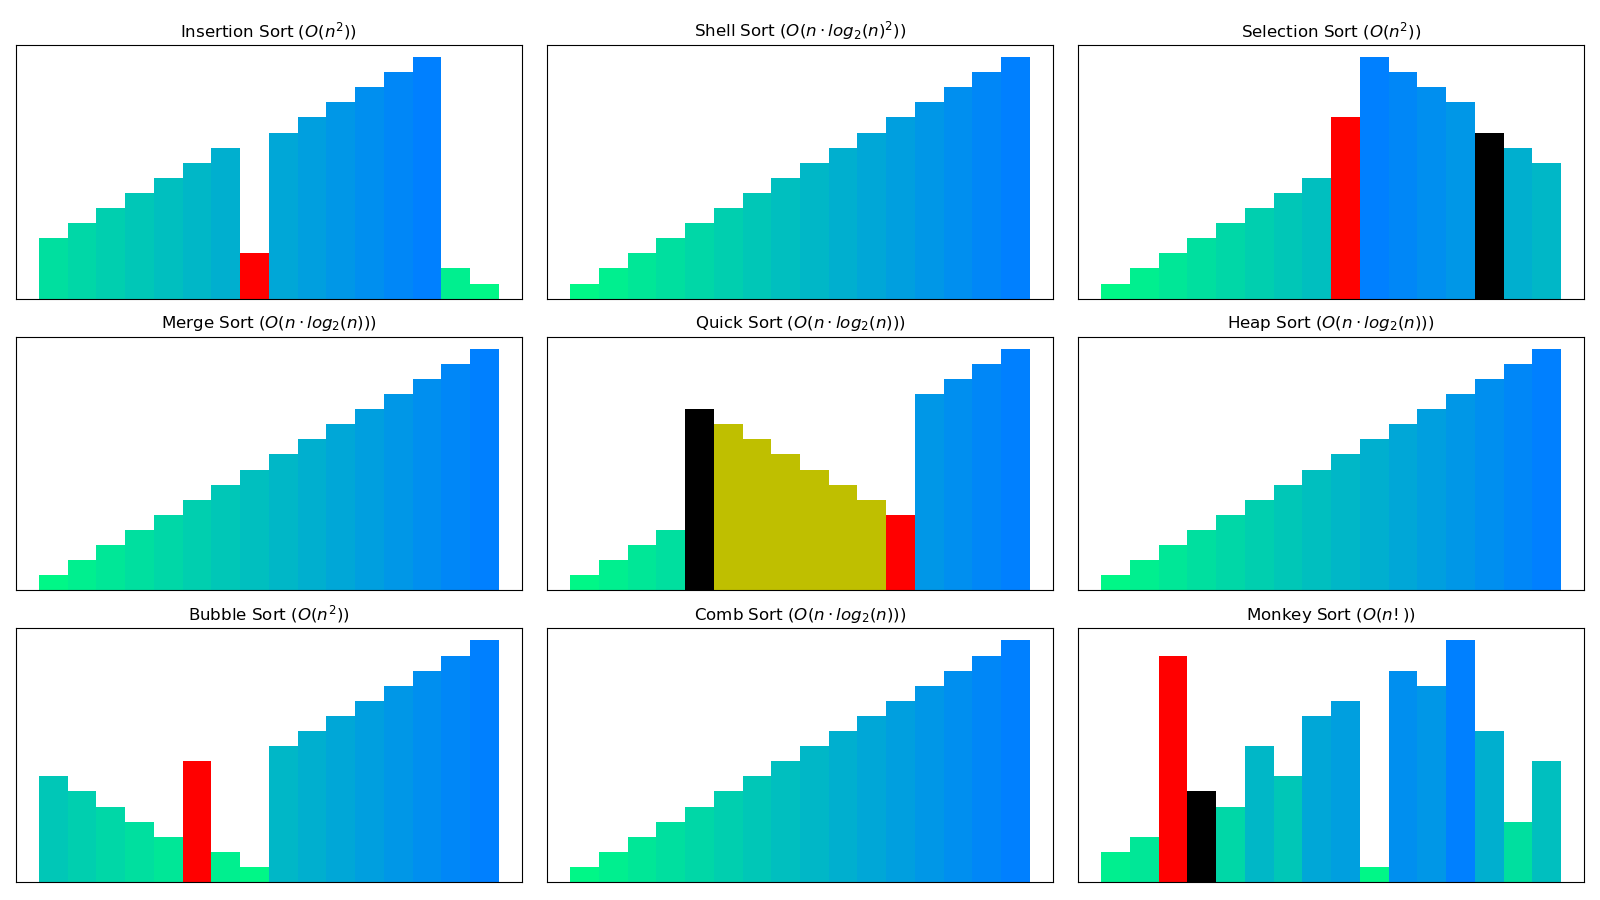 Insertion Sort (O(n²))
Shell Sort (O(n · log₂(n)²))
Selection Sort (O(n²))
Merge Sort (O(n · log₂(n)))
Quick Sort (O(n · log₂(n)))
Heap Sort (O(n · log₂(n)))
Bubble Sort (O(n²))
Comb Sort (O(n · log₂(n)))
Monkey Sort (O(n!))